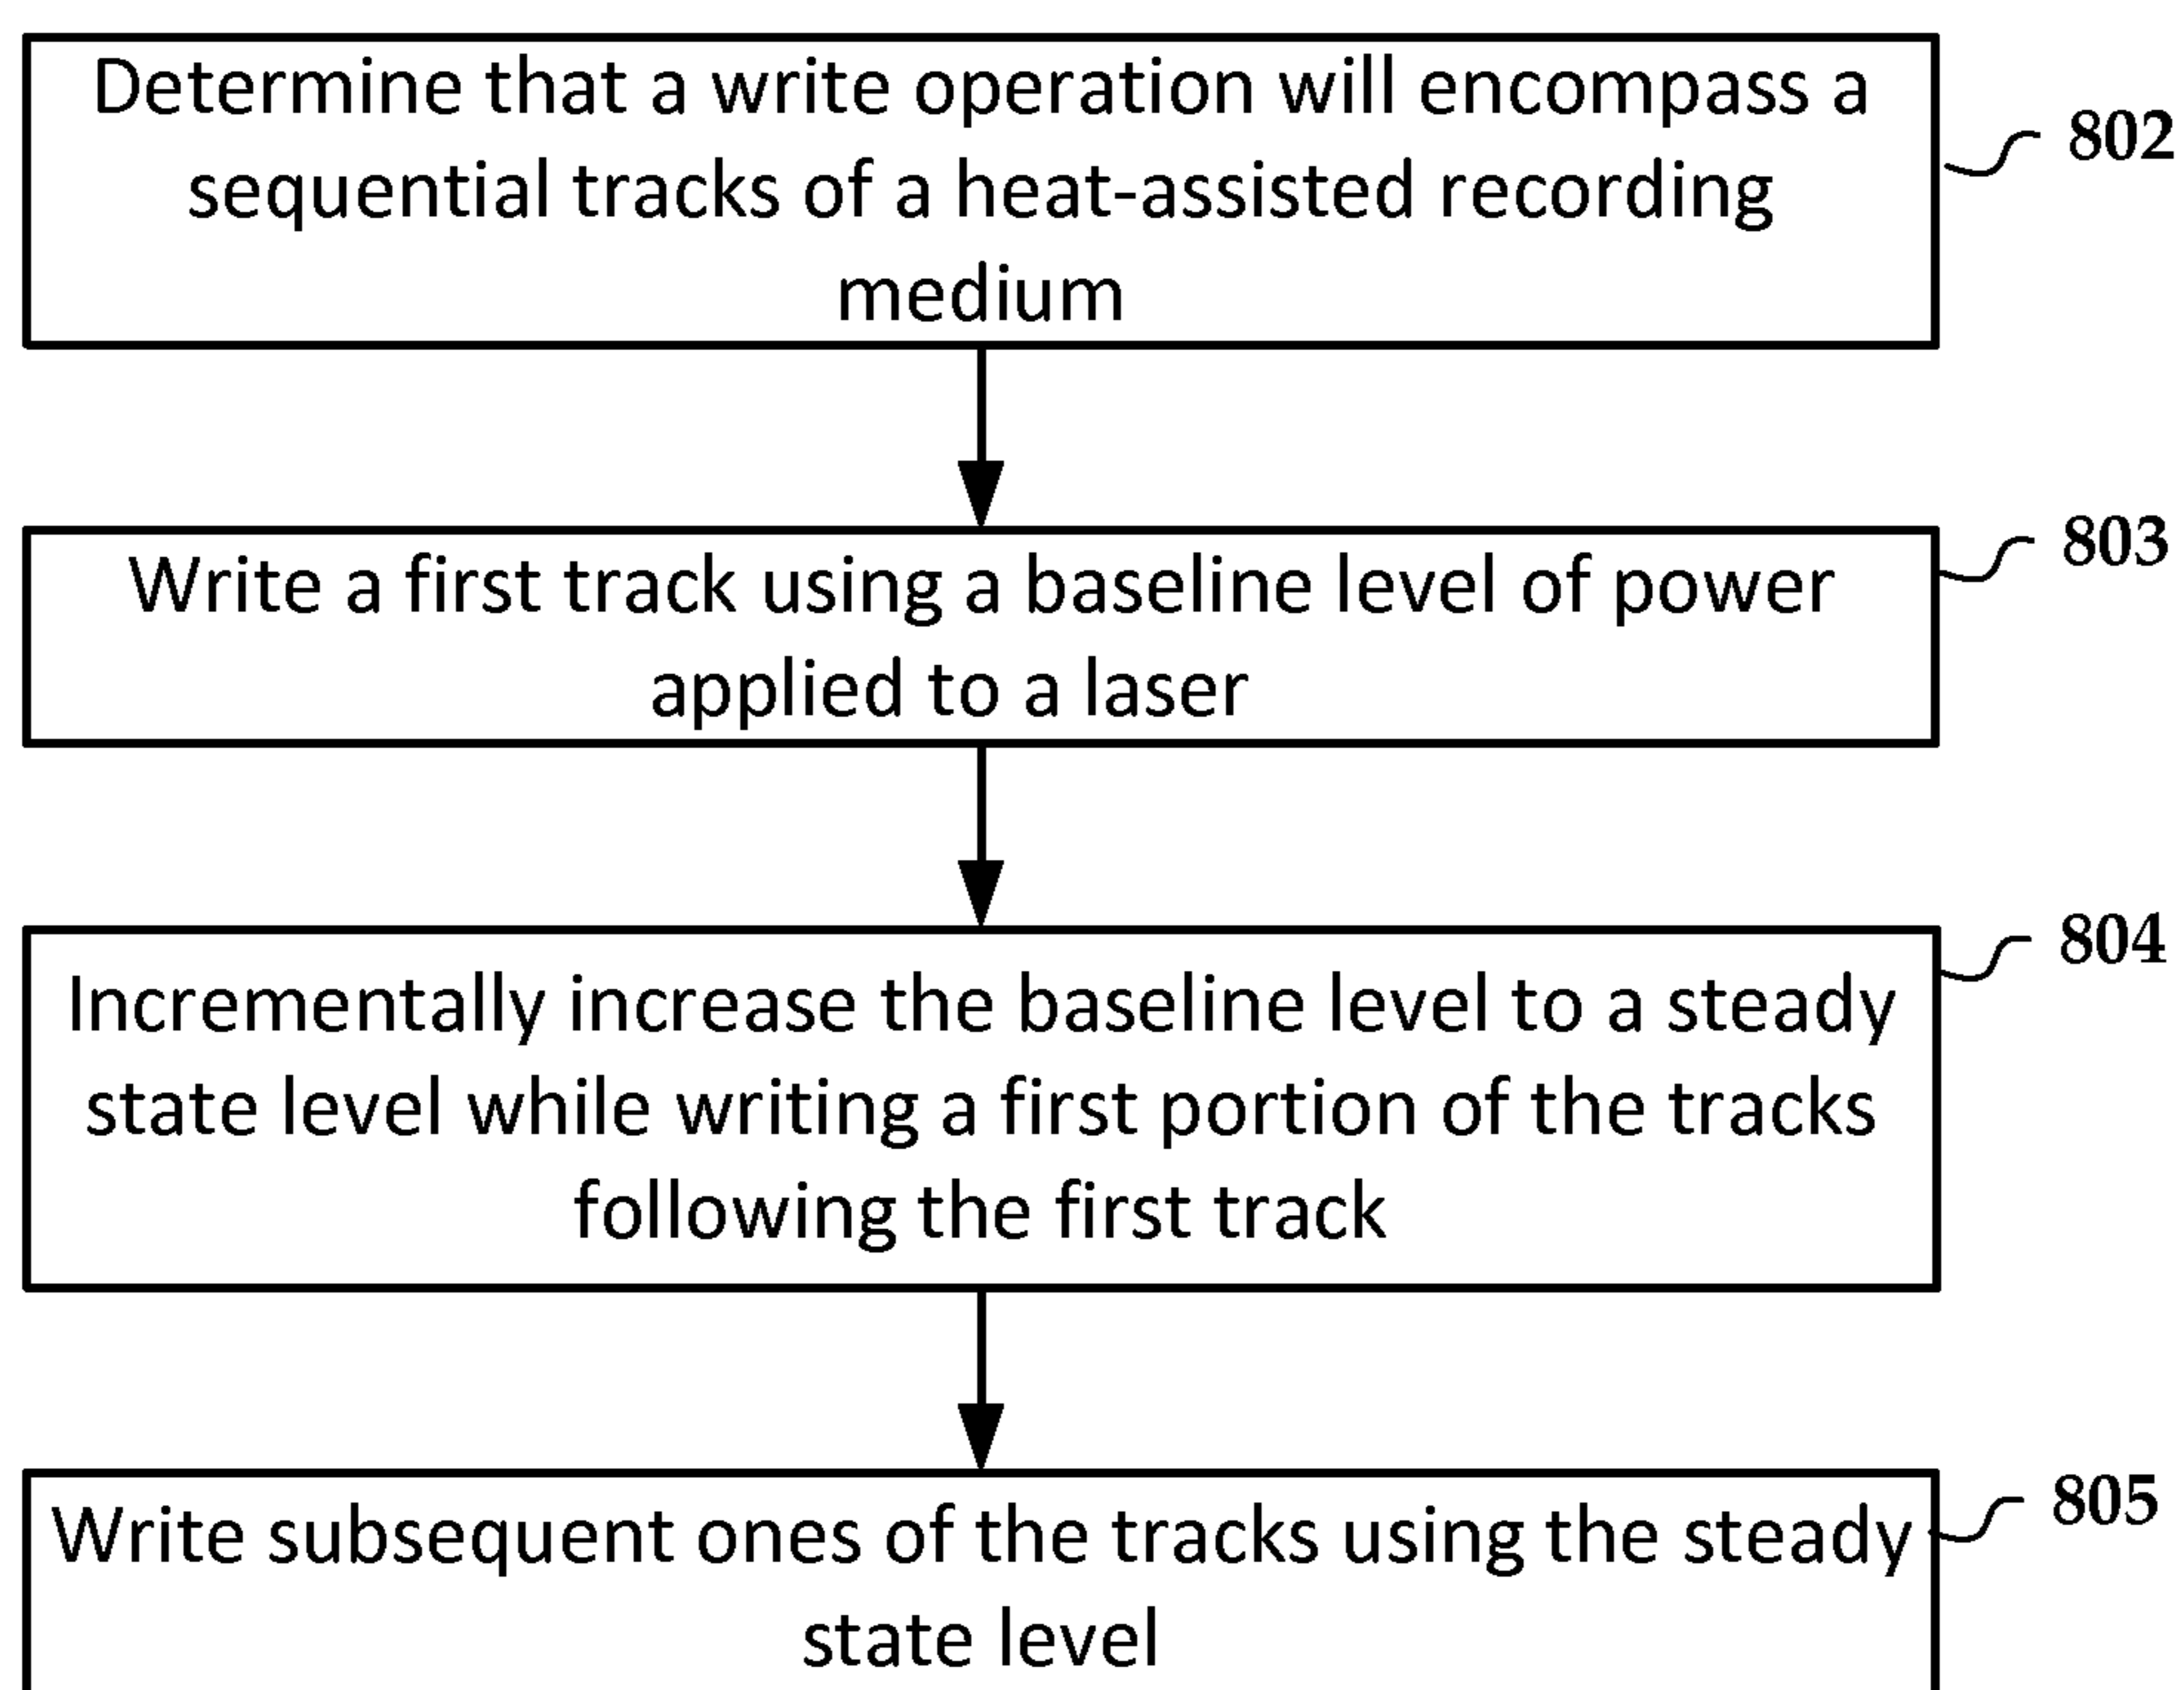 Determine that a write operation will encompass a
sequential tracks of a heat-assisted recording
medium
802
Write a first track using a baseline level of power
applied to a laser
803
Incrementally increase the baseline level to a steady
state level while writing a first portion of the tracks
following the first track
804
Write subsequent ones of the tracks using the steady
state level
805